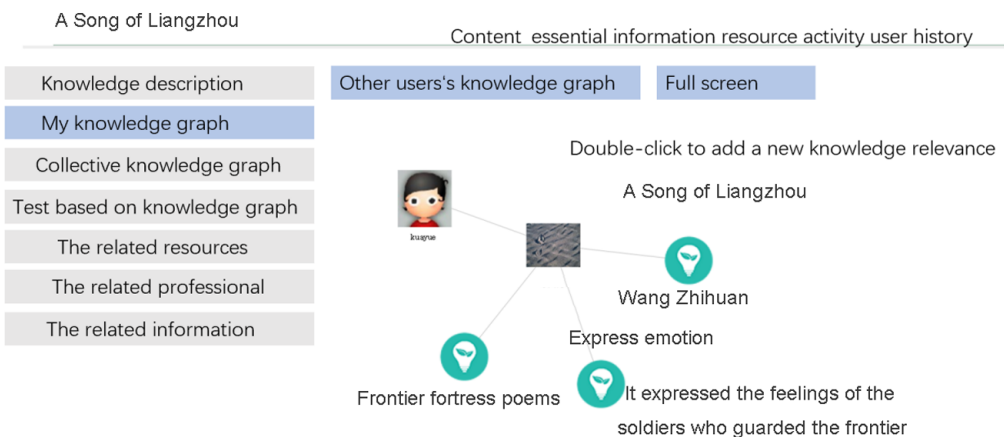 A Song of Liangzhou
Content essential information resource activity user history
Knowledge description
My knowledge graph
Collective knowledge graph
Test based on knowledge graph
The related resources
The related professional
The related information
Other users's knowledge graph
Full screen
Double-click to add a new knowledge relevance
A Song of Liangzhou
kuayue
Wang Zhihuan
Express emotion
Frontier fortress poems
It expressed the feelings of the
soldiers who guarded the frontier